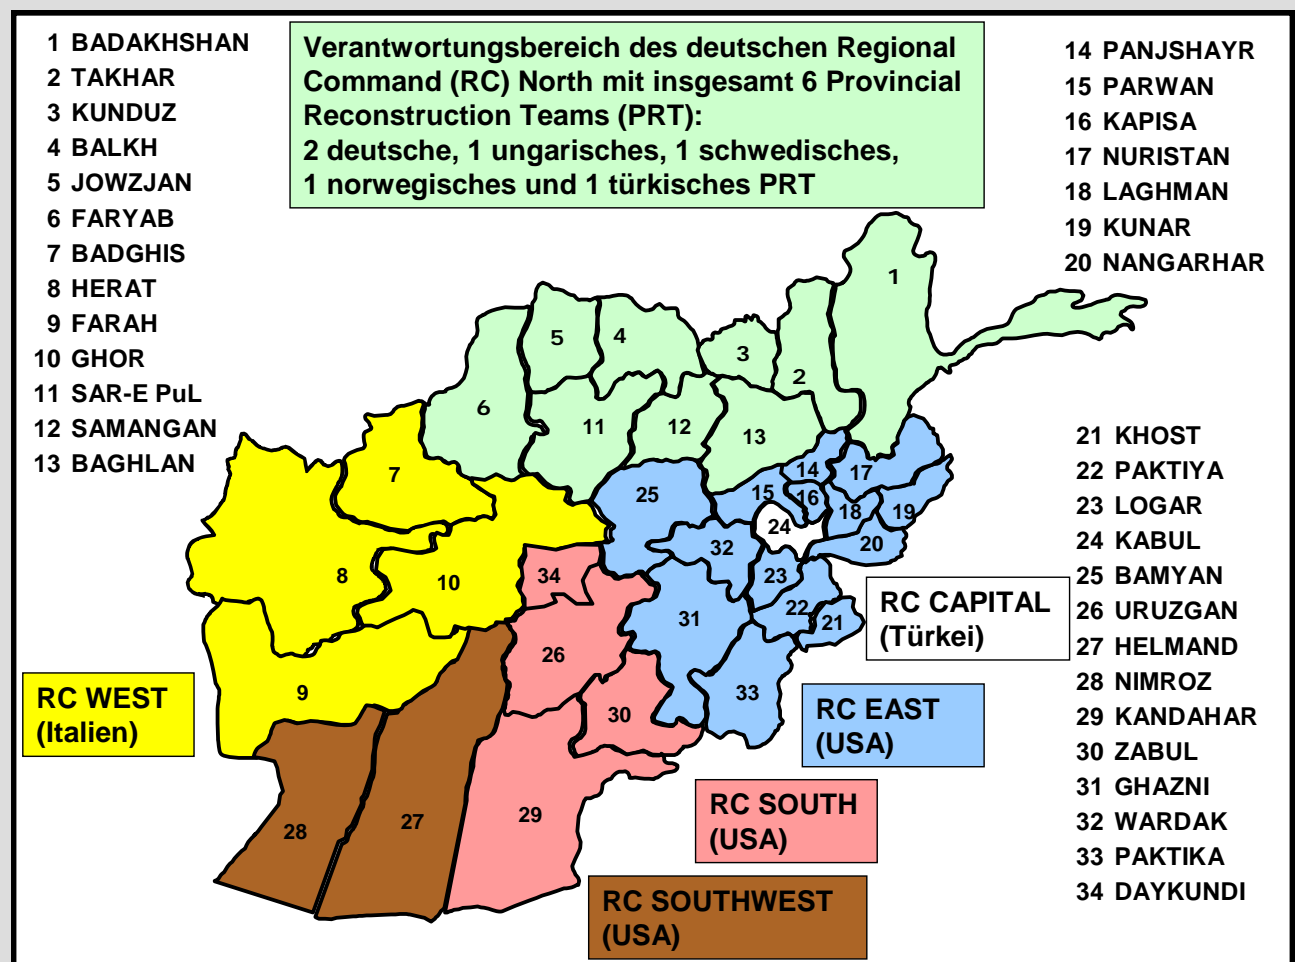 1 BADAKHSHAN
2 TAKHAR
3 KUNDUZ
4 BALKH
5 JOWZJAN
6 FARYAB
7 BADGHIS
8 HERAT
9 FARAH
10 GHOR
11 SAR-E PuL
12 SAMANGAN
13 BAGHLAN
Verantwortungsbereich des deutschen Regional
Command (RC) North mit insgesamt 6 Provincial
Reconstruction Teams (PRT):
2 deutsche, 1 ungarisches, 1 schwedisches,
1 norwegisches und 1 türkisches PRT
14 PANJSHAYR
15 PARWAN
16 KAPISA
17 NURISTAN
18 LAGHMAN
19 KUNAR
20 NANGARHAR
21 KHOST
22 PAKTIYA
23 LOGAR
24 KABUL
25 BAMYAN
26 URUZGAN
27 HELMAND
28 NIMROZ
29 KANDAHAR
30 ZABUL
31 GHAZNI
32 WARDAK
33 PAKTIKA
34 DAYKUNDI
1
5
4
3
2
6
11
12
13
7
25
14
17
15
16
18
19
24
20
32
8
10
34
23
31
22
21
26
9
33
30
29
27
28
RC CAPITAL
(Türkei)
RC WEST
(Italien)
RC EAST
(USA)
RC SOUTH
(USA)
RC SOUTHWEST
(USA)